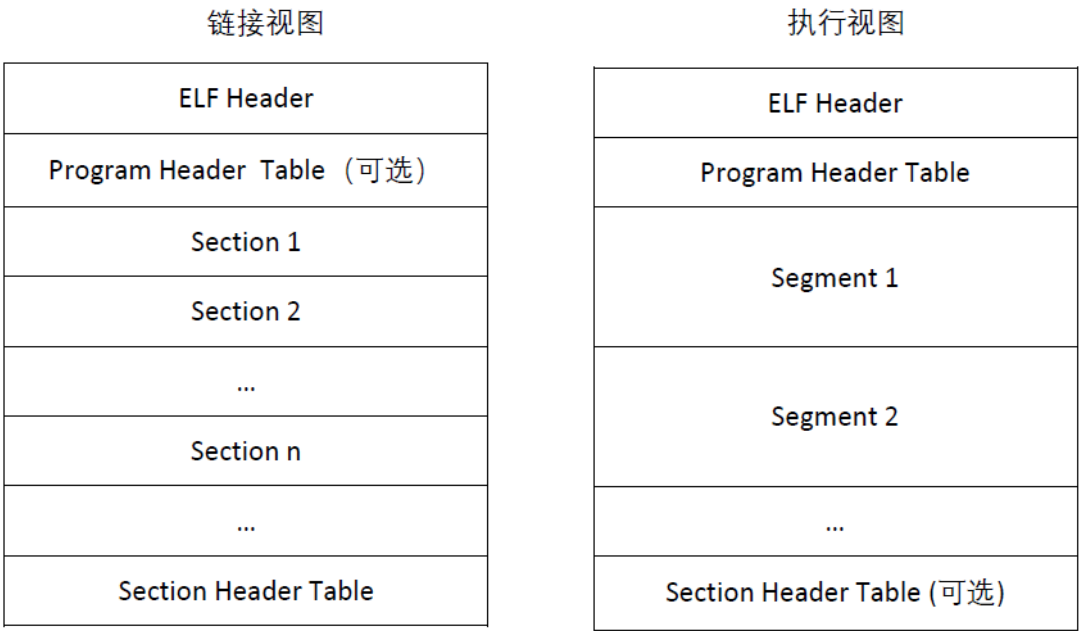 链接视图
ELF Header
Program Header Table（可选）
Section 1
Section 2
...
Section n
...
Section Header Table
执行视图
ELF Header
Program Header Table
Segment 1
Segment 2
...
Section Header Table (可选)